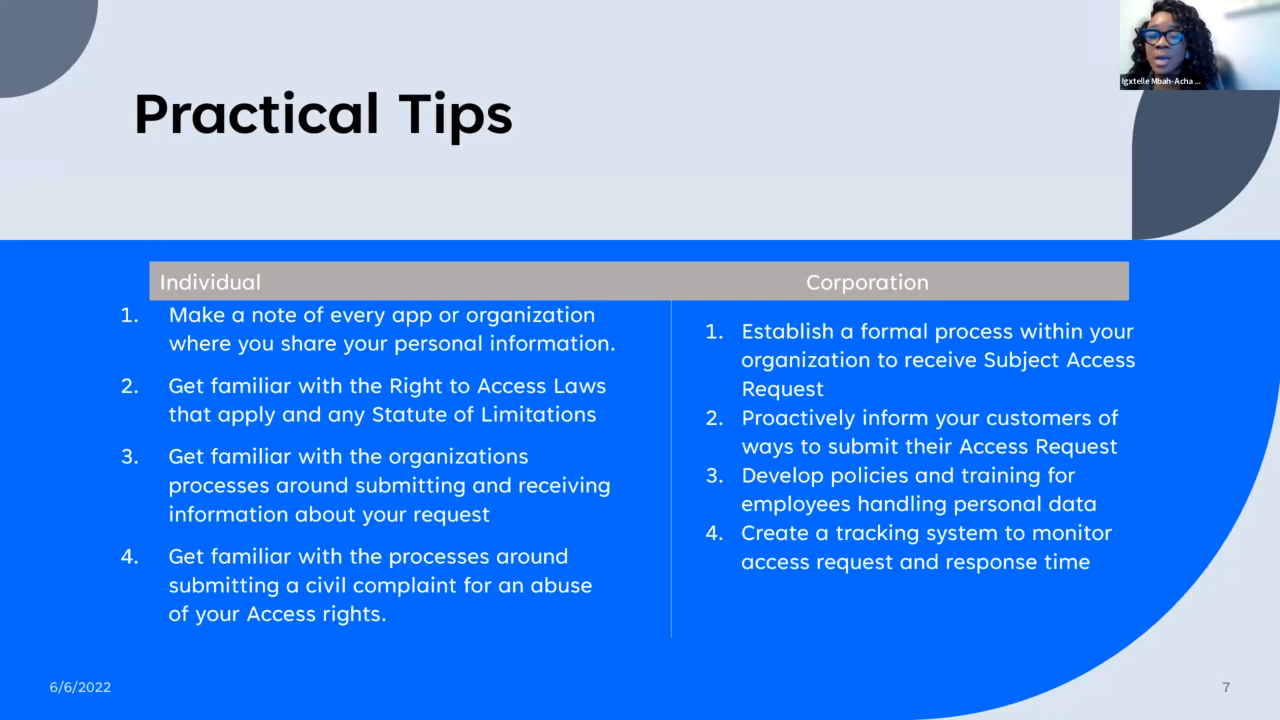 Igxtelle Mbah-Acha ...
Practical Tips
Individual
1. Make a note of every app or organization
where you share your personal information.
2. Get familiar with the Right to Access Laws
that apply and any Statute of Limitations
3. Get familiar with the organizations
processes around submitting and receiving
information about your request
4. Get familiar with the processes around
submitting a civil complaint for an abuse
of your Access rights.
Corporation
1. Establish a formal process within your
organization to receive Subject Access
Request
2. Proactively inform your customers of
ways to submit their Access Request
3. Develop policies and training for
employees handling personal data
4. Create a tracking system to monitor
access request and response time
6/6/2022
7